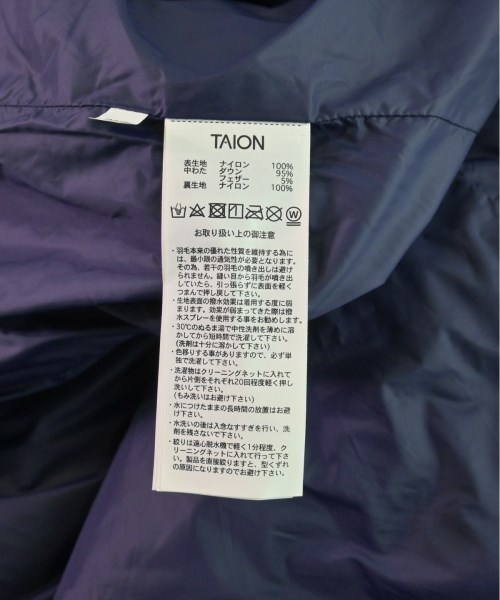 TAION
表生地 ナイロン 100%
中わた ダウン 95%
フェザー 5%
裏生地 ナイロン 100%
お取り扱い上の御注意
・羽毛本来の優れた性質を維持する為に
は、最小限の通気性が必要となります。
その為、若干の羽毛の噴き出しは避け
られません。縫い目から羽毛が噴き出
していたら、引っ張らずに表面を軽く
つまんで押し戻して下さい。
・生地表面の撥水効果は着用する度に弱
まります。効果が弱まってきた際は撥
水スプレーを使用する事をお勧めします。
・30℃のぬるま湯で中性洗剤を薄めに溶
かしてから短時間で洗濯して下さい。
(洗剤は十分に溶かして下さい)
・色移りする事がありますので、必ず単
独で洗濯して下さい。
・洗濯物はクリーニングネットに入れて
から片側をそれぞれ20回程度軽く押し
洗いして下さい。
(もみ洗いはお避け下さい)
・水につけたままの長時間の放置はお避
け下さい。
・水洗いの後は入念なすすぎを行い、洗
剤を残さないで下さい。
・絞りは遠心脱水機で軽く1分程度、ク
リーニングネットに入れて行って下さ
い。製品を直接絞りますと、型くずれ
の原因になりますのでお避け下さい。